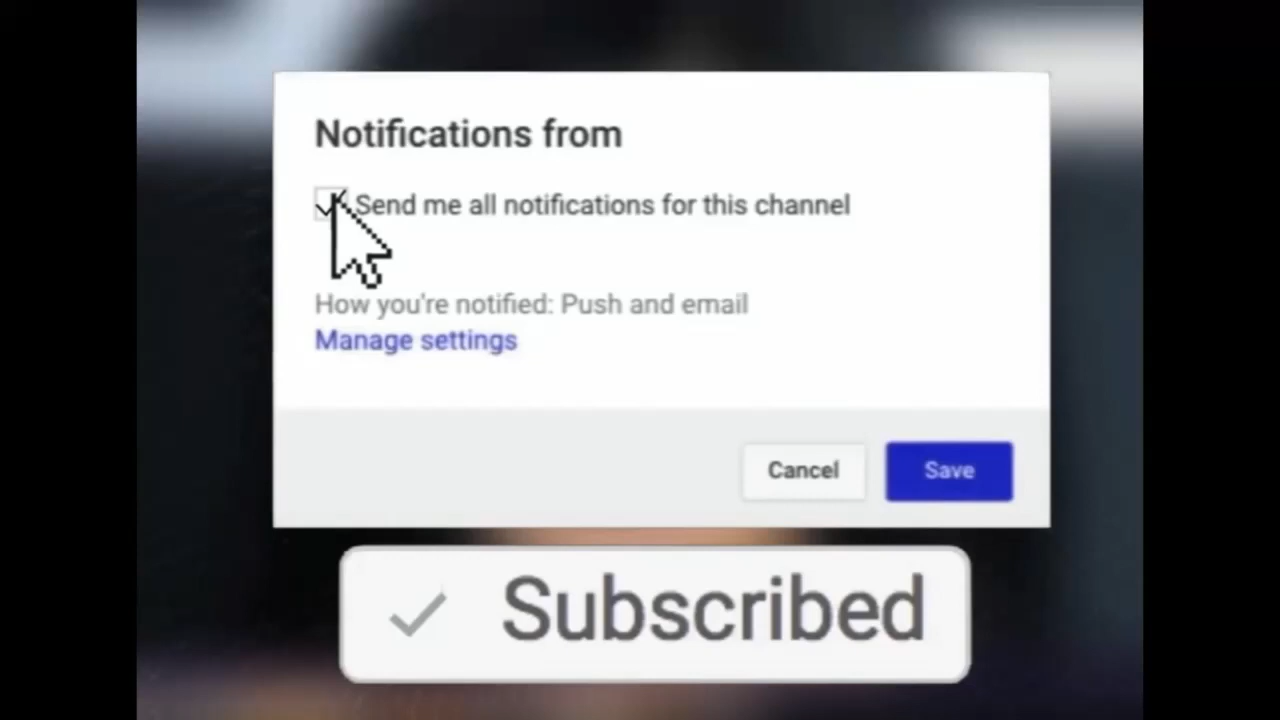 Notifications from
Send me all notifications for this channel
How you're notified: Push and email
Manage settings
Cancel
Save
Subscribed